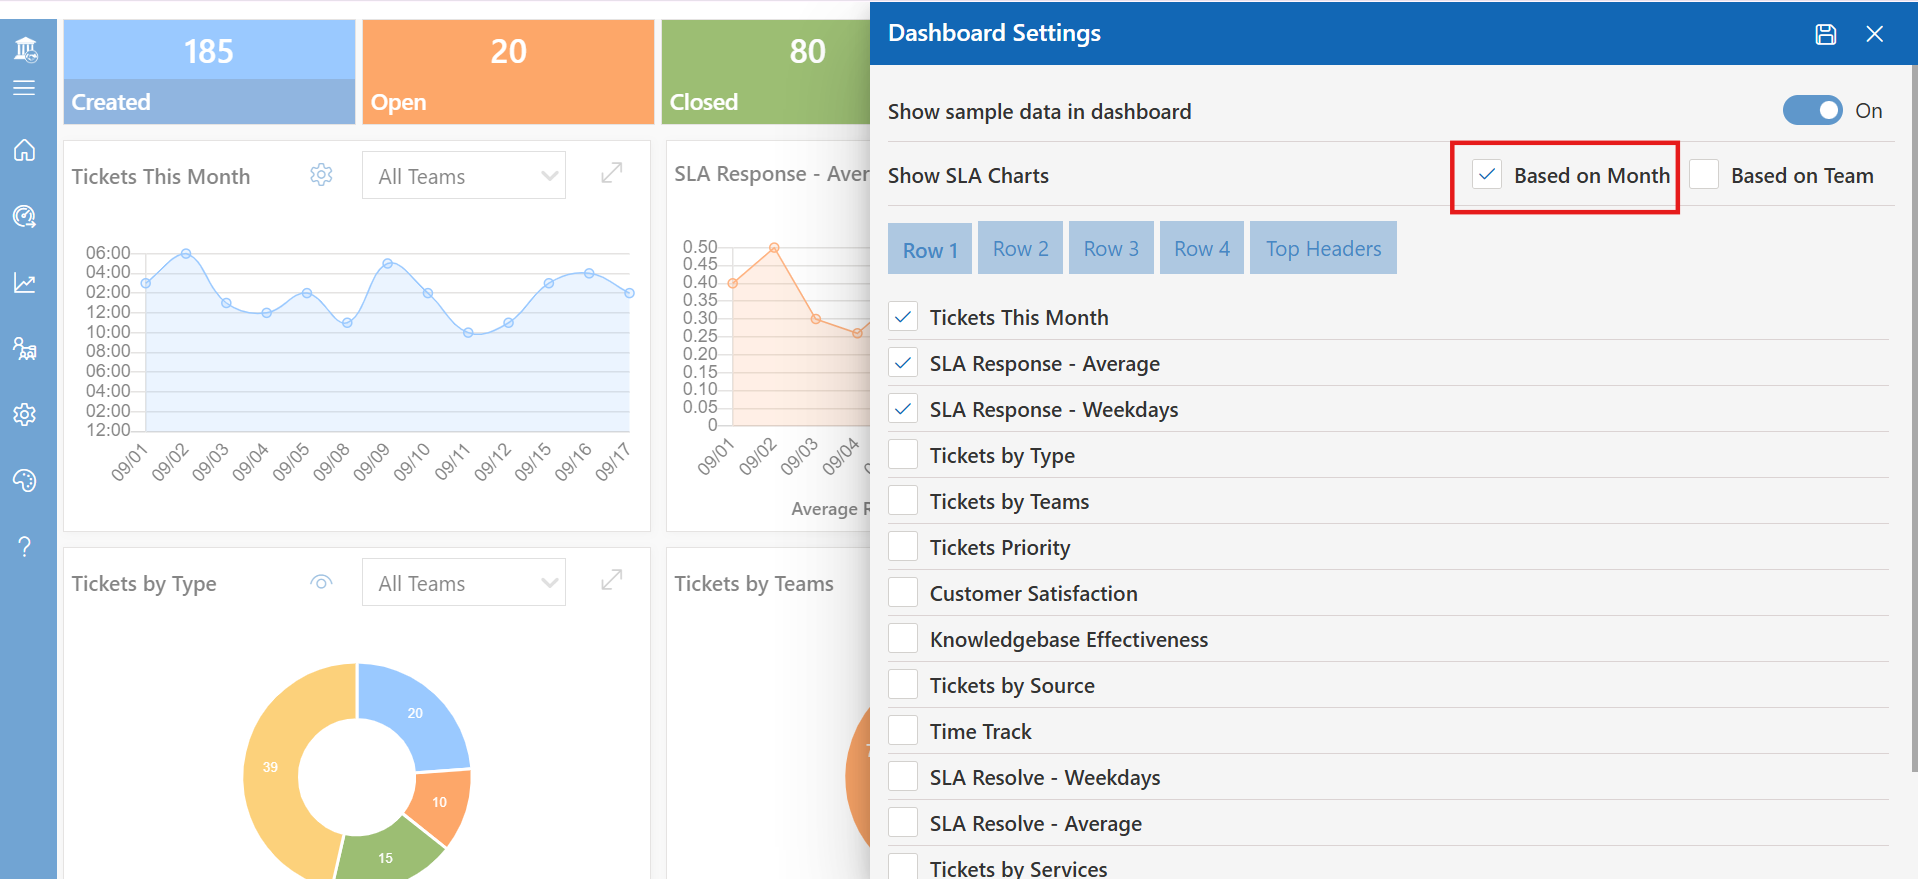 185
Created
20
Open
80
Closed
Dashboard Settings
Show sample data in dashboard
On
Show SLA Charts
Based on Month
Based on Team
Row 1
Row 2
Row 3
Row 4
Top Headers
Tickets This Month
SLA Response - Average
SLA Response - Weekdays
Tickets by Type
Tickets by Teams
Tickets Priority
Customer Satisfaction
Knowledgebase Effectiveness
Tickets by Source
Time Track
SLA Resolve - Weekdays
SLA Resolve - Average
Tickets by Services
Tickets This Month
All Teams
06:00
04:00
02:00
12:00
10:00
08:00
06:00
04:00
02:00
12:00
09/01
09/02
09/03
09/04
09/05
09/08
09/09
09/10
09/11
09/12
09/15
09/16
09/17
SLA Response - Aver
0.50
0.45
0.40
0.35
0.30
0.25
0.20
0.15
0.10
0.05
0
09/01
09/02
09/03
09/04
Average
Tickets by Type
All Teams
20
39
10
15
Tickets by Teams